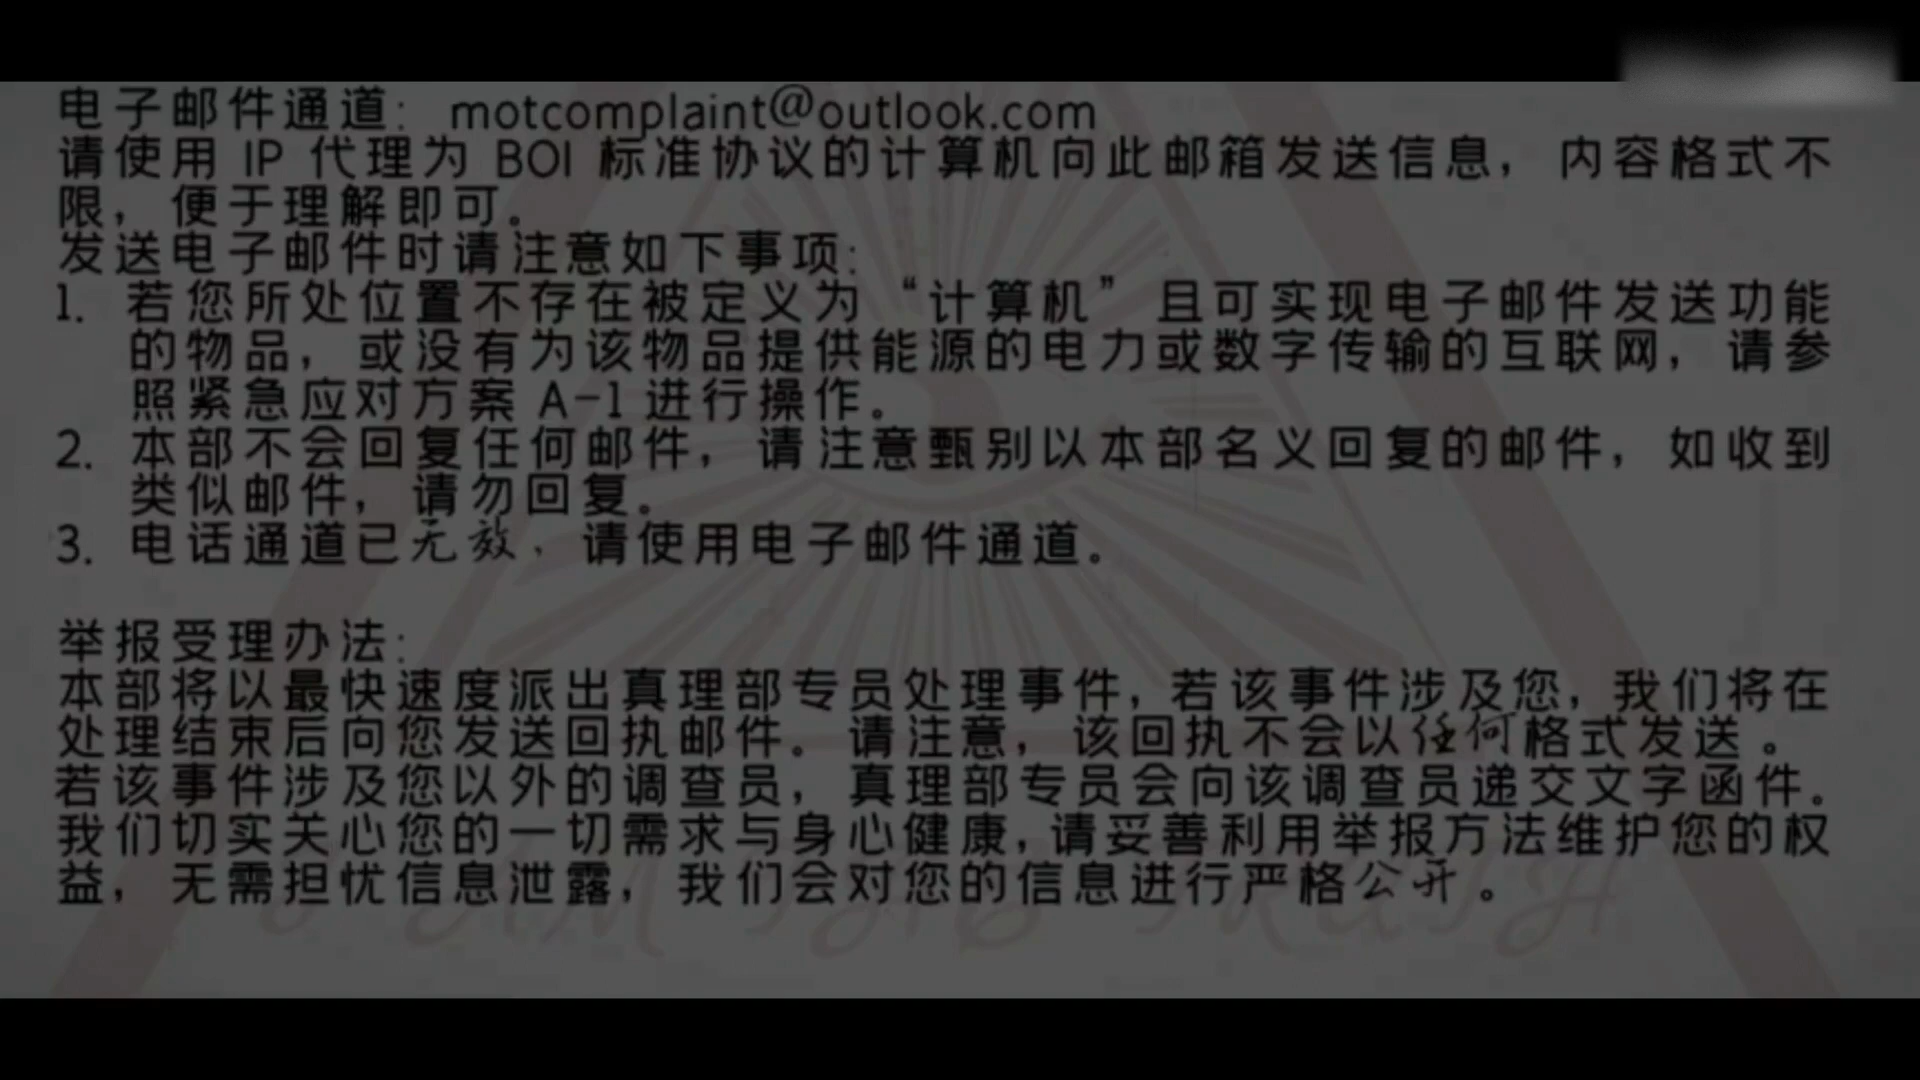 电子邮件通道: motcomplaint@outlook.com
请使用 IP 代理为 BOI 标准协议的计算机向此邮箱发送信息，内容格式不
限，便于理解即可。
发送电子邮件时请注意如下事项:
1. 若您所处位置不存在被定义为“计算机”且可实现电子邮件发送功能
的物品，或没有为该物品提供能源的电力或数字传输的互联网，请参
照紧急应对方案 A-1 进行操作。
2. 本部不会回复任何邮件，请注意甄别以本部名义回复的邮件，如收到
类似邮件，请勿回复。
3. 电话通道已无效，请使用电子邮件通道。
举报受理办法:
本部将以最快速度派出真理部专员处理事件，若该事件涉及您，我们将在
处理结束后向您发送回执邮件。请注意，该回执不会以任何格式发送。
若该事件涉及您以外的调查员，真理部专员会向该调查员递交文字函件。
我们切实关心您的一切需求与身心健康，请妥善利用举报方法维护您的权
益，无需担忧信息泄露，我们会对您的信息进行严格公开。